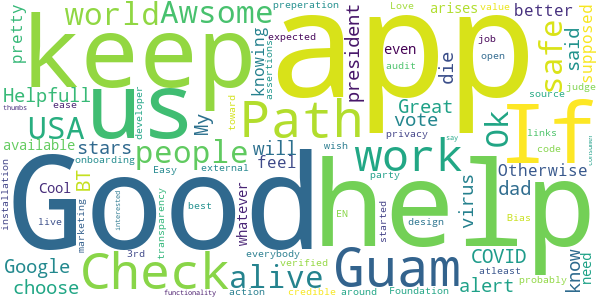 keep
app
Good
help
us
If
Path
work
Check
Guam
people
alive
USA
world
Awsome
safe
Ok
president
will
feel
stars
My
Helpfull
Great
vote
better
said
die
even
supposed
knowing
arises
pretty
available
BT
Google
choose
Cool
whatever
virus
COVID
alert
Otherwise
dad
know
need
preperation
Love
value
expected
assertions
job
audit
open
source
judge
thumbs
ease
developer
toward
privacy
links
code
onboarding
external
wish
say
installation
marketing
live
interested
Easy
transparency
best
party
EN
started
design
Bias
atleast
probably
consumer
3rd
verified
everybody
action
credible
around
Foundation
functionality